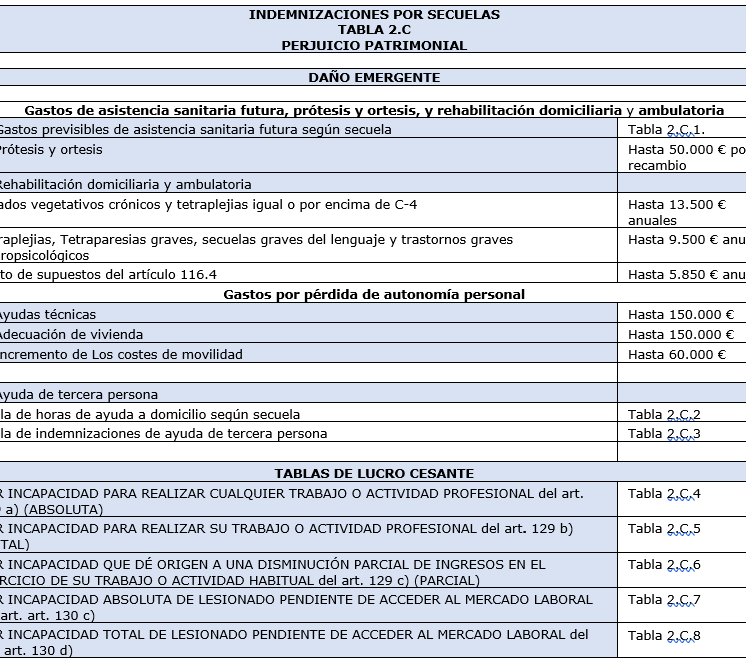 INDEMNIZACIONES POR SECUELAS
TABLA 2.C
PERJUICIO PATRIMONIAL
DAÑO EMERGENTE
Gastos de asistencia sanitaria futura, prótesis y ortesis, y rehabilitación domiciliaria y ambulatoria
Gastos previsibles de asistencia sanitaria futura según secuela
Tabla 2.C.1.
Prótesis y ortesis
Hasta 50.000 € po
recambio
Rehabilitación domiciliaria y ambulatoria
ados vegetativos crónicos y tetraplejias igual o por encima de C-4
Hasta 13.500 €
anuales
raplejias, Tetraparesias graves, secuelas graves del lenguaje y trastornos graves
ropsicológicos
Hasta 9.500 € anu
to de supuestos del artículo 116.4
Hasta 5.850 € anu
Gastos por pérdida de autonomía personal
Ayudas técnicas
Hasta 150.000 €
Adecuación de vivienda
Hasta 150.000 €
ncremento de Los costes de movilidad
Hasta 60.000 €
Ayuda de tercera persona
la de horas de ayuda a domicilio según secuela
Tabla 2.C.2
la de indemnizaciones de ayuda de tercera persona
Tabla 2.C.3
TABLAS DE LUCRO CESANTE
R INCAPACIDAD PARA REALIZAR CUALQUIER TRABAJO O ACTIVIDAD PROFESIONAL del art.
a) (ABSOLUTA)
Tabla 2.C.4
R INCAPACIDAD PARA REALIZAR SU TRABAJO O ACTIVIDAD PROFESIONAL del art. 129 b)
TAL)
Tabla 2.C.5
R INCAPACIDAD QUE DÉ ORIGEN A UNA DISMINUCIÓN PARCIAL DE INGRESOS EN EL
RCICIO DE SU TRABAJO O ACTIVIDAD HABITUAL del art. 129 c) (PARCIAL)
Tabla 2.C.6
R INCAPACIDAD ABSOLUTA DE LESIONADO PENDIENTE DE ACCEDER AL MERCADO LABORAL
art. art. 130 c)
Tabla 2.C.7
R INCAPACIDAD TOTAL DE LESIONADO PENDIENTE DE ACCEDER AL MERCADO LABORAL del
art. 130 d)
Tabla 2.C.8